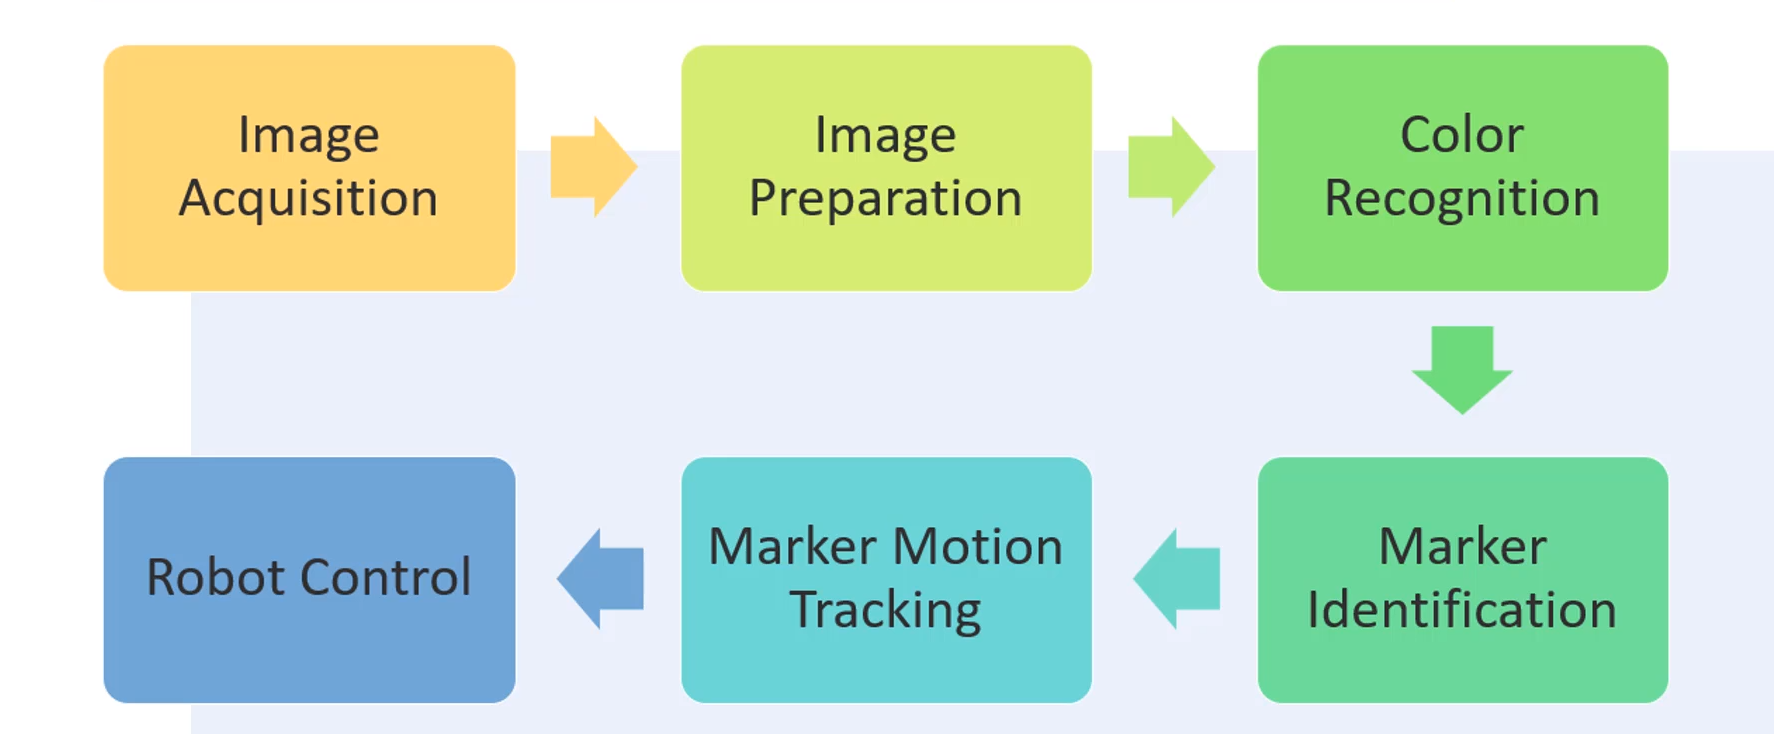 Image
Acquisition
Image
Preparation
Color
Recognition
Marker
Identification
Marker Motion
Tracking
Robot Control